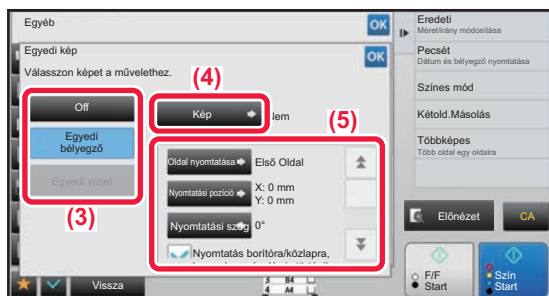 Egyéb
OK
Egyedi kép
OK
Válasszon képet a művelethez.
(3)
Off
Egyedi
bélyegző
Egyedi vízjel
(4)
Kép
lem
(5)
Oldal nyomtatása
Első Oldal
Nyomtatási pozíció
X: 0 mm
Y: 0 mm
Nyomtatási szög
0°
Nyomtatás borítóra/közlapra,
Vissza
Eredeti
Méret/irány módosítása
Pecsét
Dátum és bélyegző nyomtatása
Színes mód
Kétold.Másolás
Többképes
Több oldal egy oldalra
Előnézet
CA
F/F
Start
Szín
Start